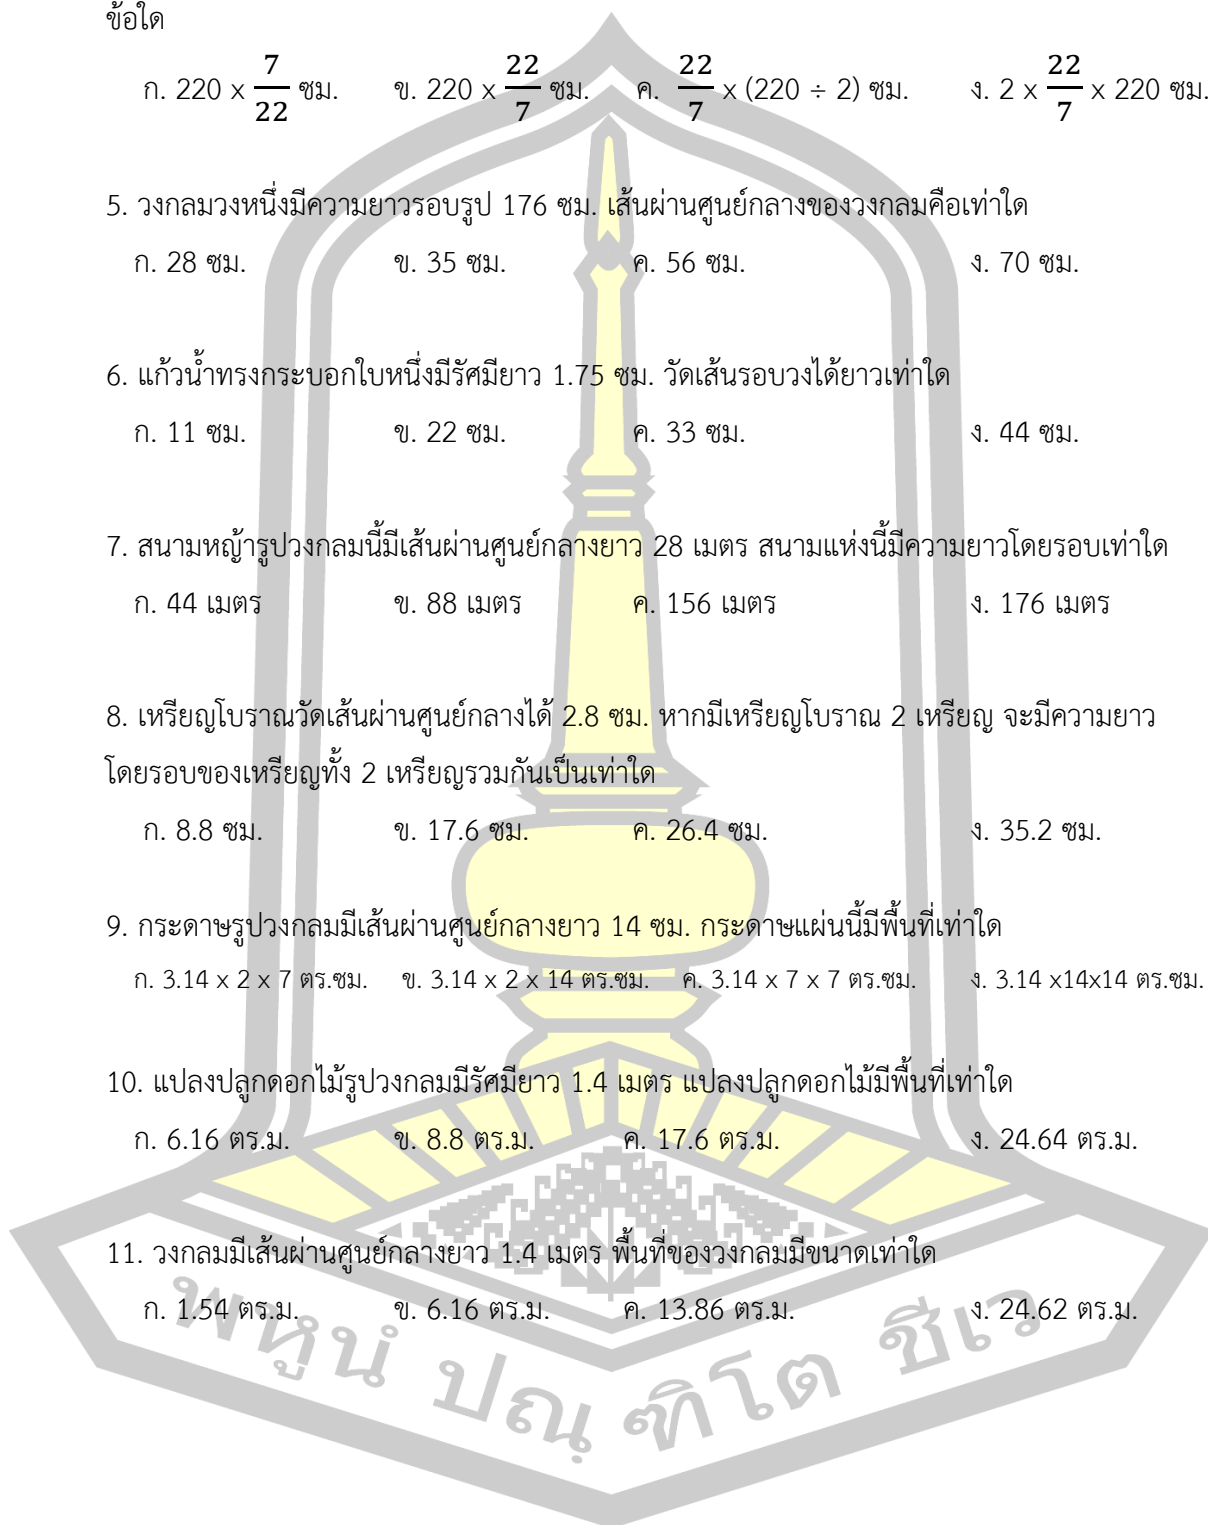 ข้อใด
ก. 220 x 7/22 ซม. ข. 220 x 22/7 ซม. ค. 22/7 x (220 ÷ 2) ซม. ง. 2 x 22/7 x 220 ซม.
5. วงกลมวงหนึ่งมีความยาวรอบรูป 176 ซม. เส้นผ่านศูนย์กลางของวงกลมคือเท่าใด
ก. 28 ซม. ข. 35 ซม. ค. 56 ซม. ง. 70 ซม.
6. แก้วน้ำทรงกระบอกใบหนึ่งมีรัศมียาว 1.75 ซม. วัดเส้นรอบวงได้ยาวเท่าใด
ก. 11 ซม. ข. 22 ซม. ค. 33 ซม. ง. 44 ซม.
7. สนามหญ้ารูปวงกลมนี้มีเส้นผ่านศูนย์กลางยาว 28 เมตร สนามแห่งนี้มีความยาวโดยรอบเท่าใด
ก. 44 เมตร ข. 88 เมตร ค. 156 เมตร ง. 176 เมตร
8. เหรียญโบราณวัดเส้นผ่านศูนย์กลางได้ 2.8 ซม. หากมีเหรียญโบราณ 2 เหรียญ จะมีความยาว
โดยรอบของเหรียญทั้ง 2 เหรียญรวมกันเป็นเท่าใด
ก. 8.8 ซม. ข. 17.6 ซม. ค. 26.4 ซม. ง. 35.2 ซม.
9. กระดาษรูปวงกลมมีเส้นผ่านศูนย์กลางยาว 14 ซม. กระดาษแผ่นนี้มีพื้นที่เท่าใด
ก. 3.14 x 2 x 7 ตร.ซม. ข. 3.14 x 2 x 14 ตร.ซม. ค. 3.14 x 7 x 7 ตร.ซม. ง. 3.14 x14x14 ตร.ซม.
10. แปลงปลูกดอกไม้รูปวงกลมมีรัศมียาว 1.4 เมตร แปลงปลูกดอกไม้มีพื้นที่เท่าใด
ก. 6.16 ตร.ม. ข. 8.8 ตร.ม. ค. 17.6 ตร.ม. ง. 24.64 ตร.ม.
11. วงกลมมีเส้นผ่านศูนย์กลางยาว 1.4 เมตร พื้นที่ของวงกลมมีขนาดเท่าใด
ก. 1.54 ตร.ม. ข. 6.16 ตร.ม. ค. 13.86 ตร.ม. ง. 24.62 ตร.ม.
พหูนํ ปณฺฑิโต ชีเว